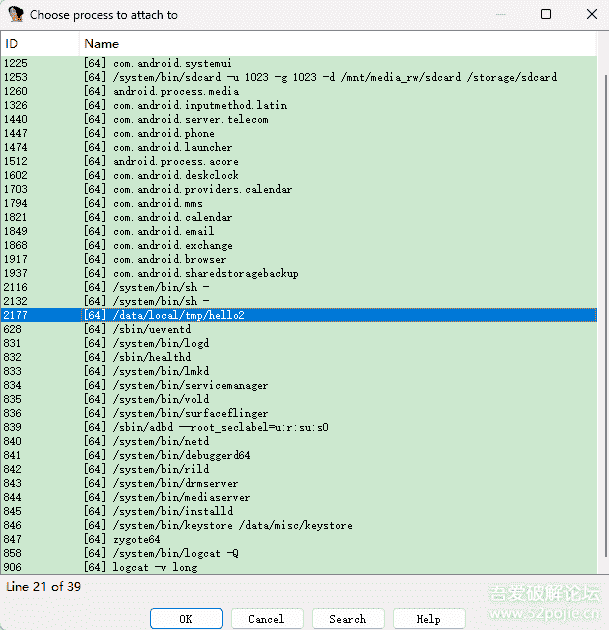 Choose process to attach to
ID Name
1225 [64] com.android.systemui
1253 [64] /system/bin/sdcard -u 1023 -g 1023 -d /mnt/media_rw/sdcard /storage/sdcard
1260 [64] android.process.media
1326 [64] com.android.inputmethod.latin
1440 [64] com.android.server.telecom
1447 [64] com.android.phone
1474 [64] com.android.launcher
1512 [64] android.process.acore
1602 [64] com.android.deskclock
1703 [64] com.android.providers.calendar
1794 [64] com.android.mms
1821 [64] com.android.calendar
1849 [64] com.android.email
1868 [64] com.android.exchange
1917 [64] com.android.browser
1937 [64] com.android.sharedstoragebackup
2116 [64] /system/bin/sh -
2132 [64] /system/bin/sh -
2177 [64] /data/local/tmp/hello2
628 [64] /sbin/ueventd
831 [64] /system/bin/logd
832 [64] /sbin/healthd
833 [64] /system/bin/lmkd
834 [64] /system/bin/servicemanager
835 [64] /system/bin/vold
836 [64] /system/bin/surfaceflinger
839 [64] /sbin/adbd --root_seclabel=u:r:su:s0
840 [64] /system/bin/netd
841 [64] /system/bin/debuggerd64
842 [64] /system/bin/rild
843 [64] /system/bin/drmserver
844 [64] /system/bin/mediaserver
845 [64] /system/bin/installd
846 [64] /system/bin/keystore /data/misc/keystore
847 [64] zygote64
858 [64] /system/bin/logcat -Q
906 [64] logcat -v long
Line 21 of 39
吾爱破解论坛
www.52pojie.cn
OK Cancel Search Help